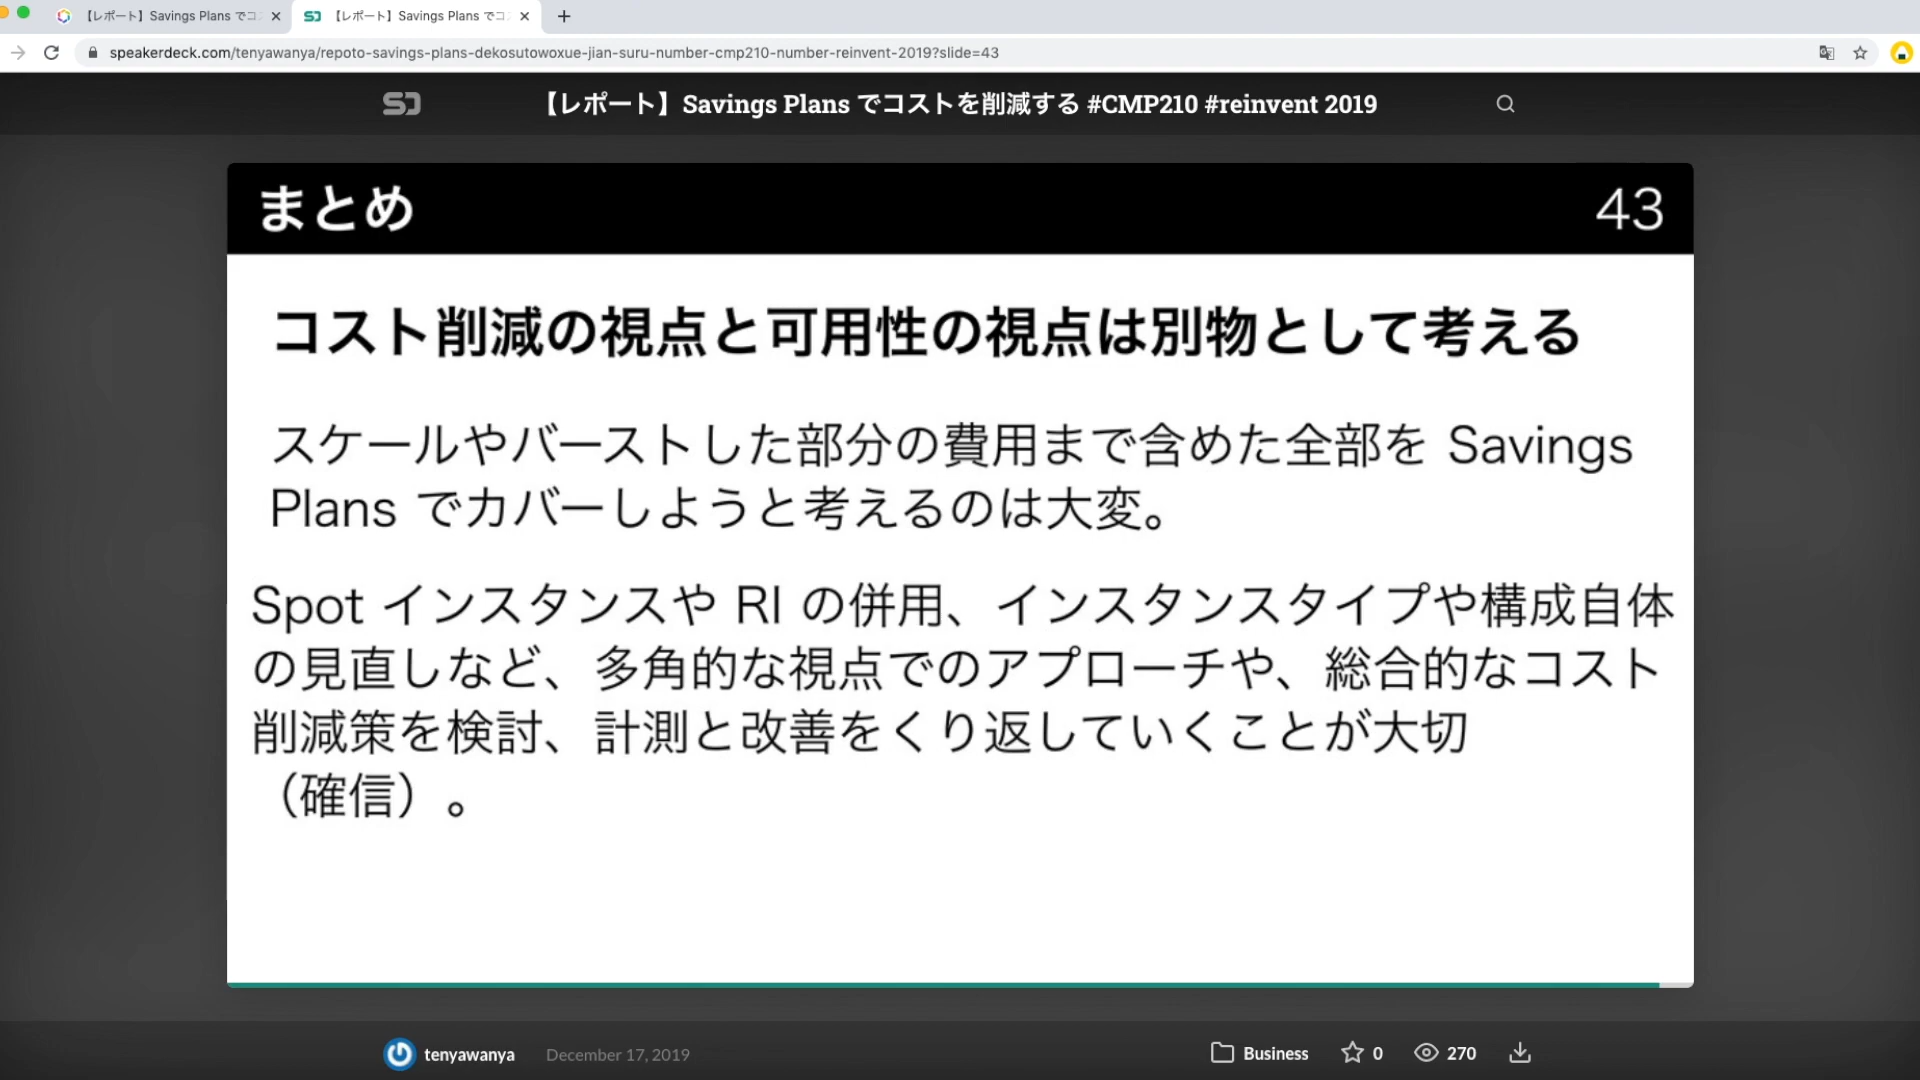 【レポート】Savings Plans でコ
【レポート】Savings Plans でコ
speakerdeck.com/tenyawanya/repoto-savings-plans-dekosutowoxue-jian-suru-number-cmp210-number-reinvent-2019?slide=43
【レポート】Savings Plans でコストを削減する #CMP210 #reinvent 2019
まとめ
43
コスト削減の視点と可用性の視点は別物として考える
スケールやバーストした部分の費用まで含めた全部を Savings
Plans でカバーしようと考えるのは大変。
Spot インスタンスや RI の併用、インスタンスタイプや構成自体
の見直しなど、多角的な視点でのアプローチや、総合的なコスト
削減策を検討、計測と改善をくり返していくことが大切
（確信）。
tenyawanya
December 17, 2019
Business
0
270